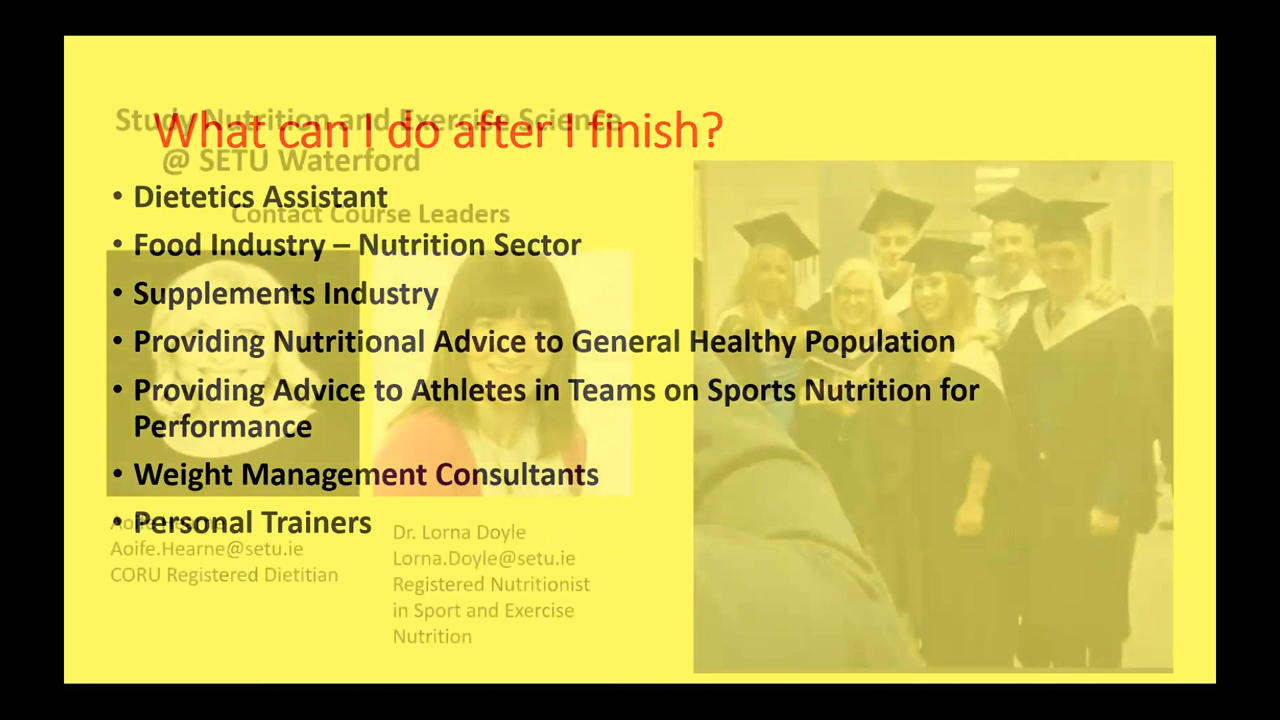 What can I do after I finish?
• Dietetics Assistant
• Food Industry – Nutrition Sector
• Supplements Industry
• Providing Nutritional Advice to General Healthy Population
• Providing Advice to Athletes in Teams on Sports Nutrition for
Performance
• Weight Management Consultants
• Personal Trainers
Study Nutrition and Exercise Science
@ SETU Waterford
Contact Course Leaders
Aoife Hearne
Aoife.Hearne@setu.ie
CORU Registered Dietitian
Dr. Lorna Doyle
Lorna.Doyle@setu.ie
Registered Nutritionist
in Sport and Exercise
Nutrition